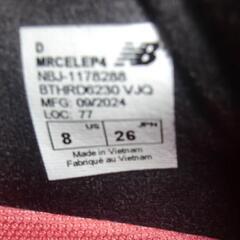 D
MRCELEP4
NBJ-1178288
BTHRD6230 VJQ
MFG: 09/2024
LOC: 77
8 US 26 JPN
Made in Vietnam
Fabriqué au Vietnam